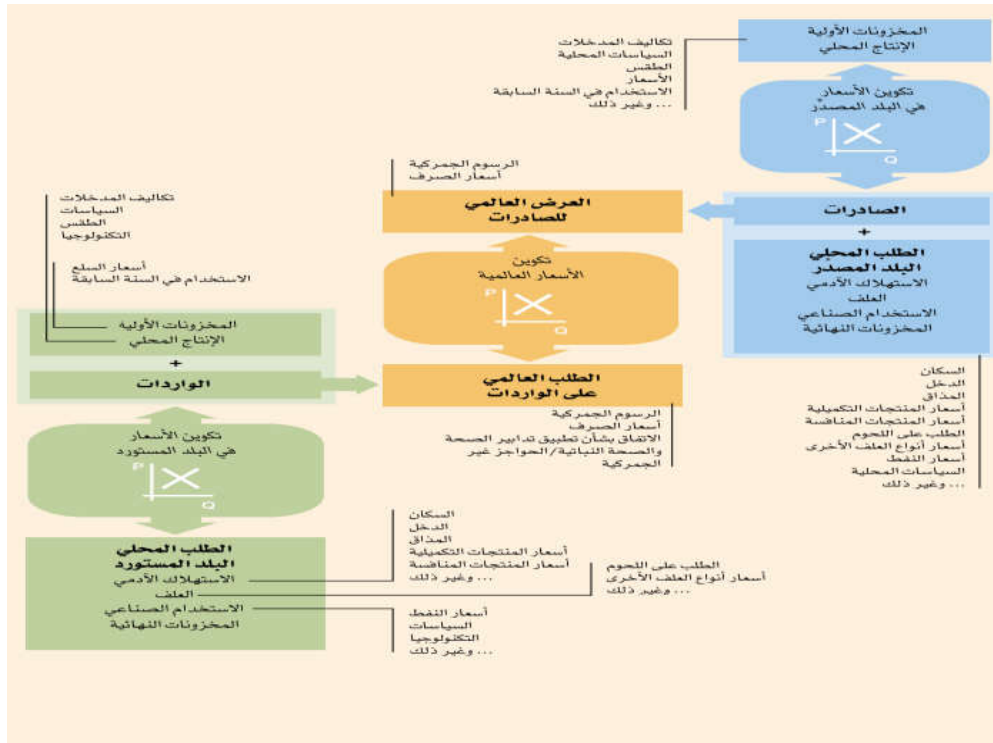 المخزونات الأولية
الإنتاج المحلي
تكاليف المدخلات
السياسات المحلية
الطقس
الأسعار
الاستخدام في السنة السابقة
... وغير ذلك
تكوين الأسعار
في البلد المصدّر
P
Q
الصادرات
+
الطلب المحلي
البلد المصدر
الاستهلاك الآدمي
العلف
الاستخدام الصناعي
المخزونات النهائية
السكان
الدخل
المذاق
أسعار المنتجات التكميلية
أسعار المنتجات المنافسة
الطلب على اللحوم
أسعار أنواع العلف الأخرى
أسعار النفط
السياسات المحلية
... وغير ذلك
الرسوم الجمركية
أسعار الصرف
العرض العالمي
للصادرات
تكوين
الأسعار العالمية
P
Q
الطلب العالمي
على الواردات
الرسوم الجمركية
أسعار الصرف
الاتفاق بشأن تطبيق تدابير الصحة
والصحة النباتية/الحواجز غير
الجمركية
تكاليف المدخلات
السياسات
الطقس
التكنولوجيا
أسعار السلع
الاستخدام في السنة السابقة
المخزونات الأولية
الإنتاج المحلي
+
الواردات
تكوين الأسعار
في البلد المستورد
P
Q
الطلب المحلي
البلد المستورد
الاستهلاك الآدمي
العلف
الاستخدام الصناعي
المخزونات النهائية
السكان
الدخل
المذاق
أسعار المنتجات التكميلية
أسعار المنتجات المنافسة
... وغير ذلك
الطلب على اللحوم
أسعار أنواع العلف الأخرى
... وغير ذلك
أسعار النفط
السياسات
التكنولوجيا
... وغير ذلك